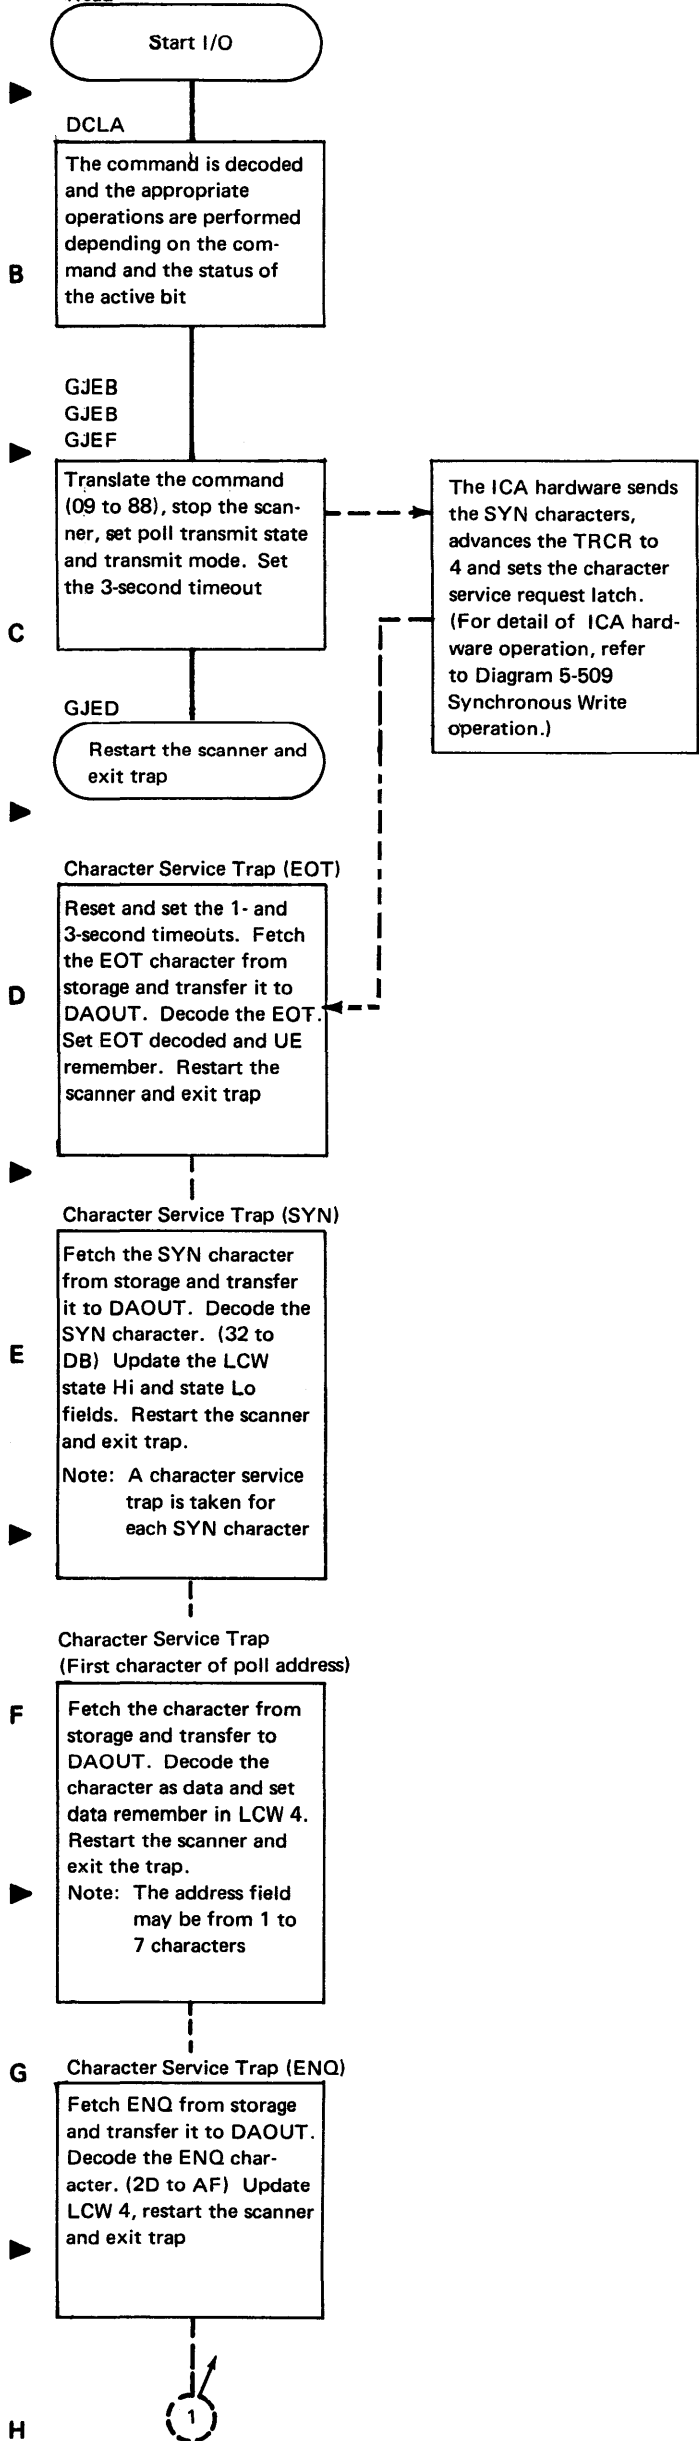 Start I/O
DCLA
The command is decoded
and the appropriate
operations are performed
depending on the com-
mand and the status of
the active bit
B
GJEB
GJEB
GJEF
Translate the command
(09 to 88), stop the scan-
ner, set poll transmit state
and transmit mode. Set
the 3-second timeout
The ICA hardware sends
the SYN characters,
advances the TRCR to
4 and sets the character
service request latch.
(For detail of ICA hard-
ware operation, refer
to Diagram 5-509
Synchronous Write
operation.)
C
GJED
Restart the scanner and
exit trap
Character Service Trap (EOT)
Reset and set the 1- and
3-second timeouts. Fetch
the EOT character from
storage and transfer it to
DAOUT. Decode the EOT.
Set EOT decoded and UE
remember. Restart the
scanner and exit trap
D
Character Service Trap (SYN)
Fetch the SYN character
from storage and transfer
it to DAOUT. Decode the
SYN character. (32 to
DB) Update the LCW
state Hi and state Lo
fields. Restart the scanner
and exit trap.
Note: A character service
trap is taken for
each SYN character
E
Character Service Trap
(First character of poll address)
F
Fetch the character from
storage and transfer to
DAOUT. Decode the
character as data and set
data remember in LCW 4.
Restart the scanner and
exit the trap.
Note: The address field
may be from 1 to
7 characters
G
Character Service Trap (ENQ)
Fetch ENQ from storage
and transfer it to DAOUT.
Decode the ENQ char-
acter. (2D to AF) Update
LCW 4, restart the scanner
and exit trap
1
H